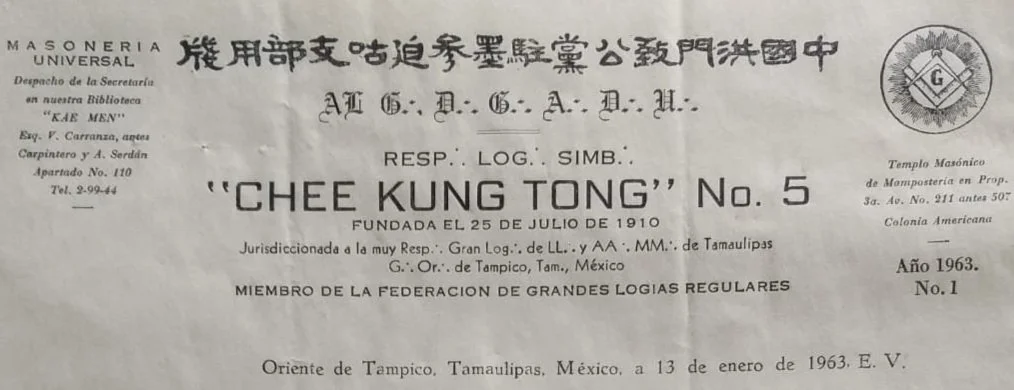 MASONERIA
UNIVERSAL
Despacho de la Secretaría
en nuestra Biblioteca
"KAE MEN"
Esq. V. Carranza, antes
Carpintero y A. Serdán
Apartado No. 110
Tel. 2-99-44
中國洪門致公黨駐墨參迫咕支部用牋
AL G∴ D∴ G∴ A∴ D∴ U∴
RESP∴ LOG∴ SIMB∴
"CHEE KUNG TONG" No. 5
FUNDADA EL 25 DE JULIO DE 1910
Jurisdiccionada a la muy Resp∴ Gran Log∴ de LL∴ y AA∴ MM∴ de Tamaulipas
G∴ Or∴ de Tampico, Tam., México
MIEMBRO DE LA FEDERACION DE GRANDES LOGIAS REGULARES
G
Templo Masónico
de Mampostería en Prop.
3a. Av. No. 211 antes 507
Colonia Americana
Año 1963.
No. 1
Oriente de Tampico, Tamaulipas, México, a 13 de enero de 1963. E. V.